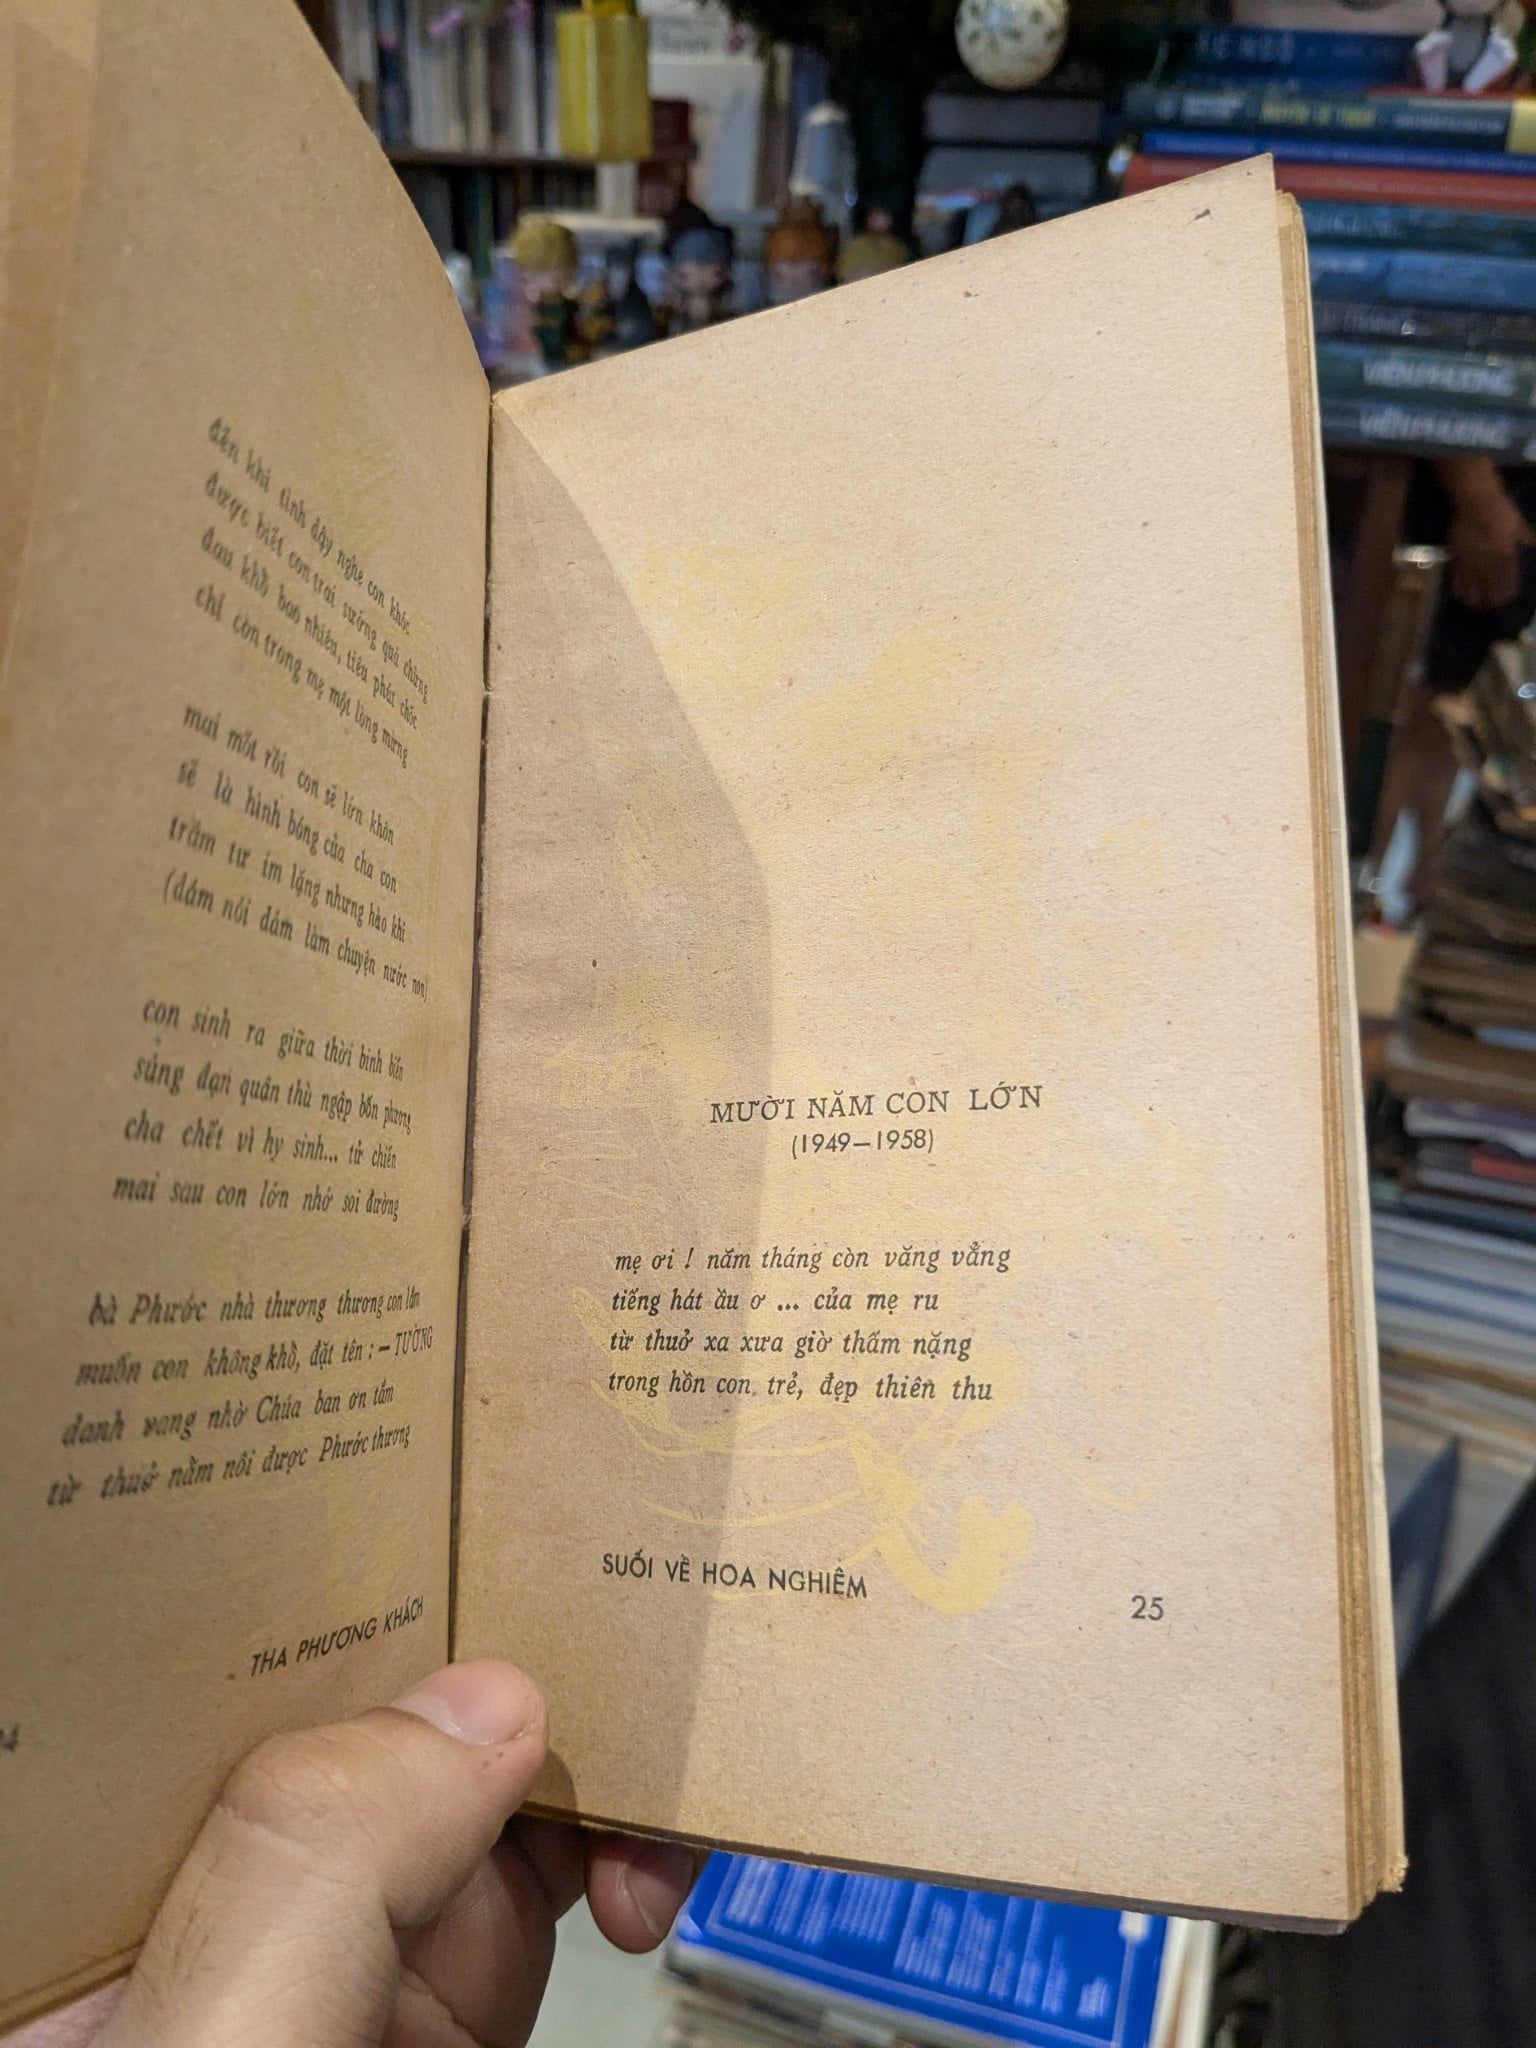 đến khi tỉnh dậy nghe con khóc
được biết con trai sướng quá chừng
đau khổ bao nhiêu, tiêu phút chốc
chỉ còn trong mẹ một lòng mừng
mai mốt rồi con sẽ lớn khôn
sẽ là hình bóng của cha con
trầm tư im lặng nhưng hào khí
(dám nói dám làm chuyện nước non)
con sinh ra giữa thời binh biến
súng đạn quân thù ngập bốn phương
cha chết vì hy sinh... tử chiến
mai sau con lớn nhớ soi đường
bà Phước nhà thương thương con lắm
muốn con không khổ, đặt tên : — TƯỜNG
danh vang nhờ Chúa ban ơn tắm
từ thuở nằm nôi được Phước thương
THA PHƯƠNG KHÁCH
MƯỜI NĂM CON LỚN
(1949—1958)
mẹ ơi ! năm tháng còn văng vẳng
tiếng hát ầu ơ ... của mẹ ru
từ thuở xa xưa giờ thấm nặng
trong hồn con trẻ, đẹp thiên thu
SUỐI VỀ HOA NGHIÊM
25